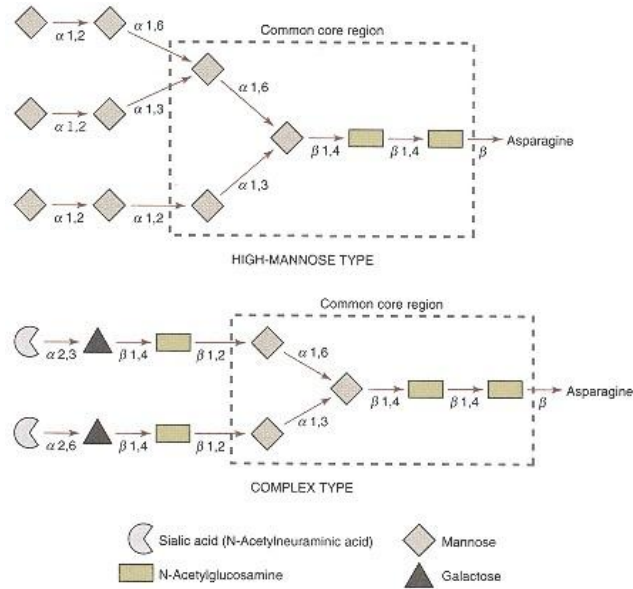 Common core region
α 1,2
α 1,6
α 1,2
α 1,3
α 1,6
β 1,4
β 1,4
β
Asparagine
α 1,3
α 1,2
α 1,2
HIGH-MANNOSE TYPE
Common core region
α 2,3
β 1,4
β 1,2
α 1,6
β 1,4
β 1,4
β
Asparagine
α 1,3
α 2,6
β 1,4
β 1,2
COMPLEX TYPE
Sialic acid (N-Acetylneuraminic acid)
Mannose
N-Acetylglucosamine
Galactose